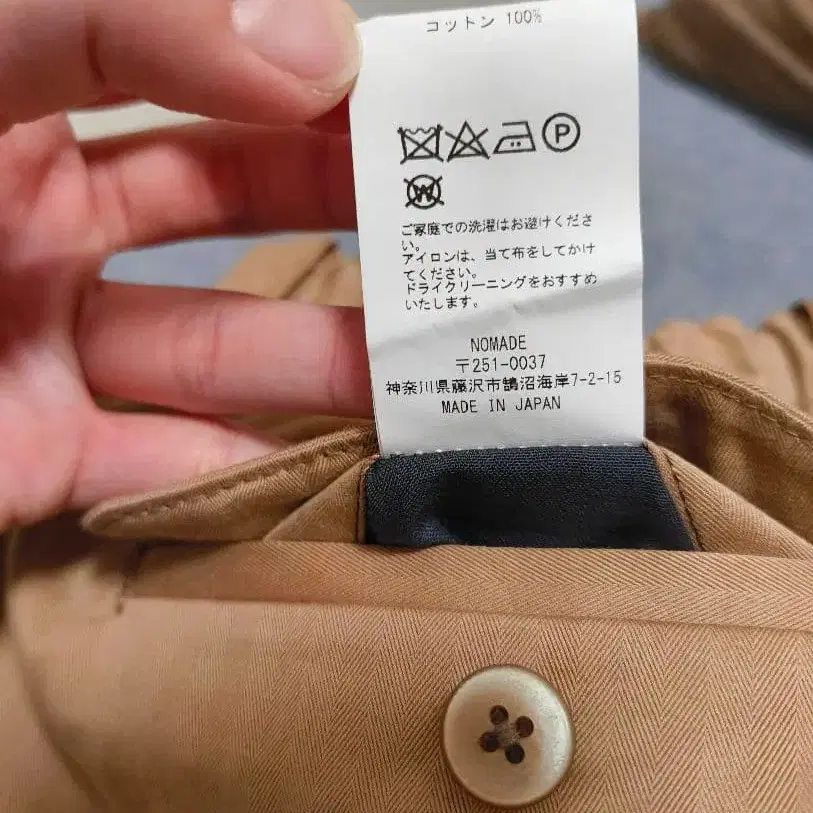 コットン 100%
P
W
ご家庭での洗濯はお避けくださ
い。
アイロンは、当て布をしてかけ
てください。
ドライクリーニングをおすすめ
いたします。
NOMADE
〒251-0037
神奈川県藤沢市鵠沼海岸7-2-15
MADE IN JAPAN